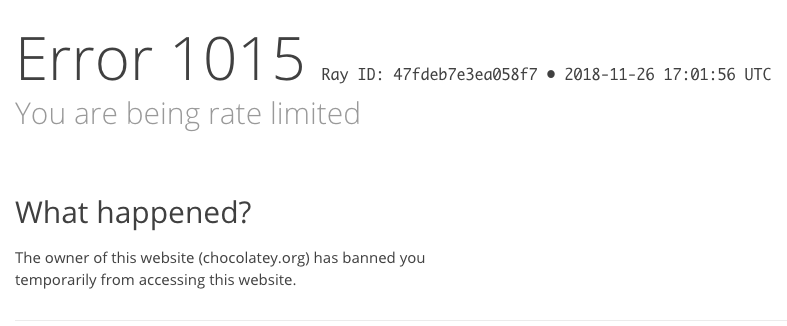 Error 1015 Ray ID: 47fdeb7e3ea058f7 • 2018-11-26 17:01:56 UTC
You are being rate limited
What happened?
The owner of this website (chocolatey.org) has banned you
temporarily from accessing this website.